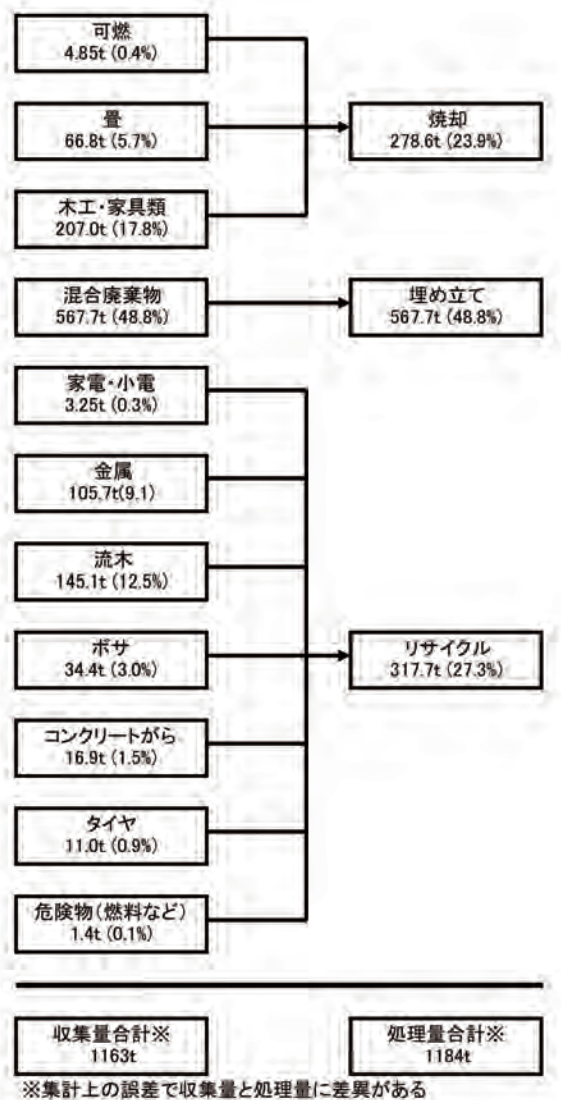 可燃
4.85t (0.4%)
畳
66.8t (5.7%)
焼却
278.6t (23.9%)
木工・家具類
207.0t (17.8%)
混合廃棄物
567.7t (48.8%)
埋め立て
567.7t (48.8%)
家電・小電
3.25t (0.3%)
金属
105.7t(9.1)
流木
145.1t (12.5%)
ボサ
34.4t (3.0%)
リサイクル
317.7t (27.3%)
コンクリートがら
16.9t (1.5%)
タイヤ
11.0t (0.9%)
危険物(燃料など)
1.4t (0.1%)
収集量合計※
1163t
処理量合計※
1184t
※集計上の誤差で収集量と処理量に差異がある